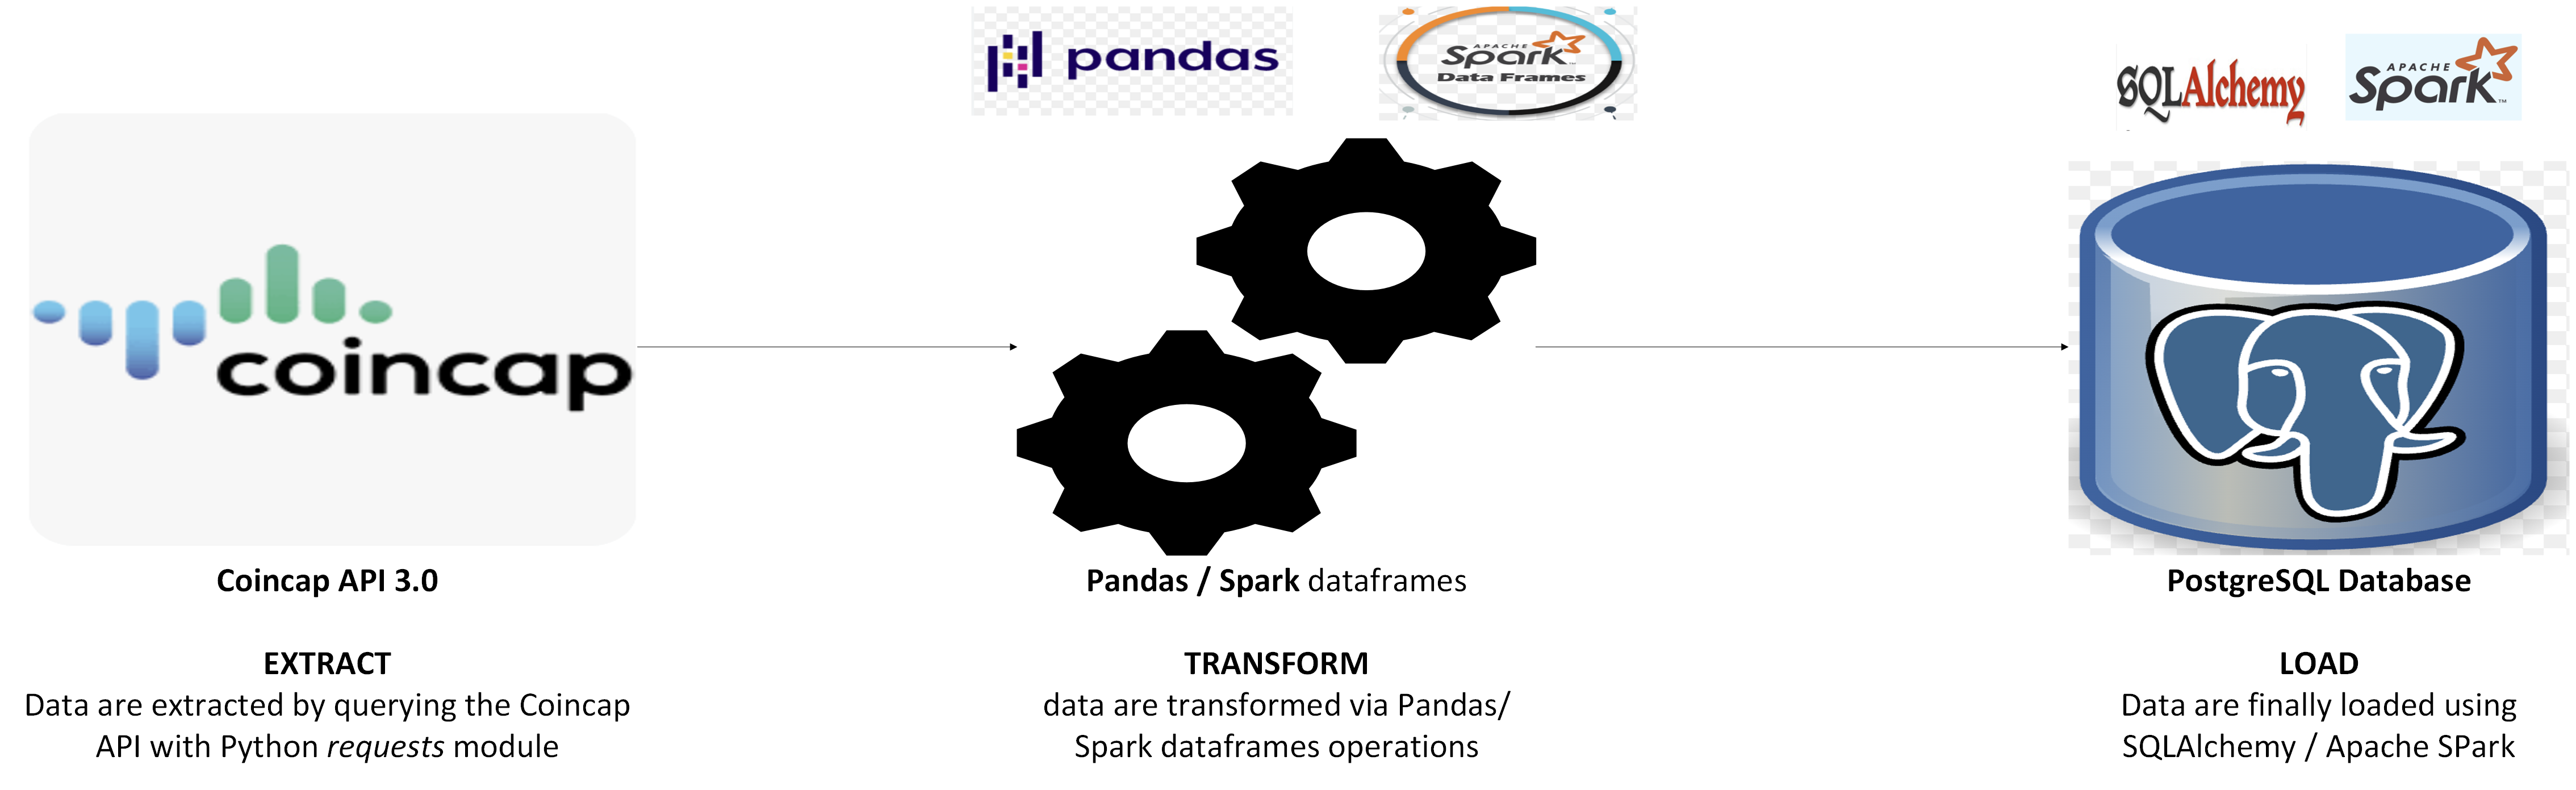 pandas
APACHE
Spark™
Data Frames
SQLAlchemy
APACHE
Spark™
coincap
Coincap API 3.0
EXTRACT
Data are extracted by querying the Coincap
API with Python requests module
Pandas / Spark dataframes
TRANSFORM
data are transformed via Pandas/
Spark dataframes operations
PostgreSQL Database
LOAD
Data are finally loaded using
SQLAlchemy / Apache SPark